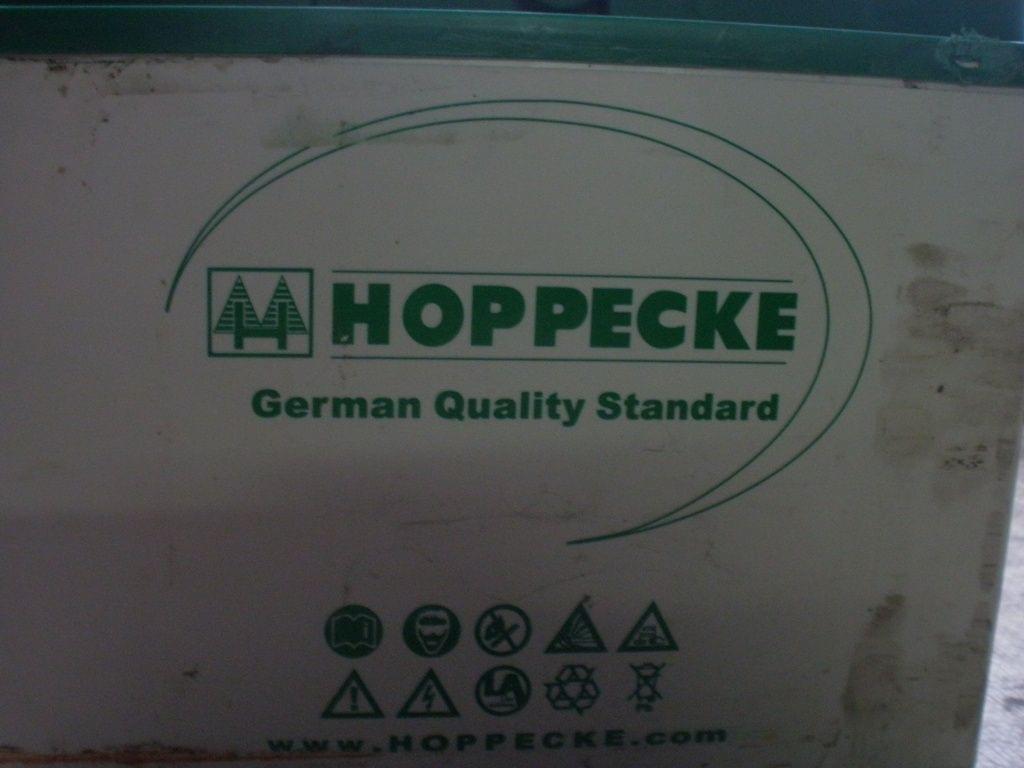 HOPPECKE
German Quality Standard
www.HOPPECKE.com